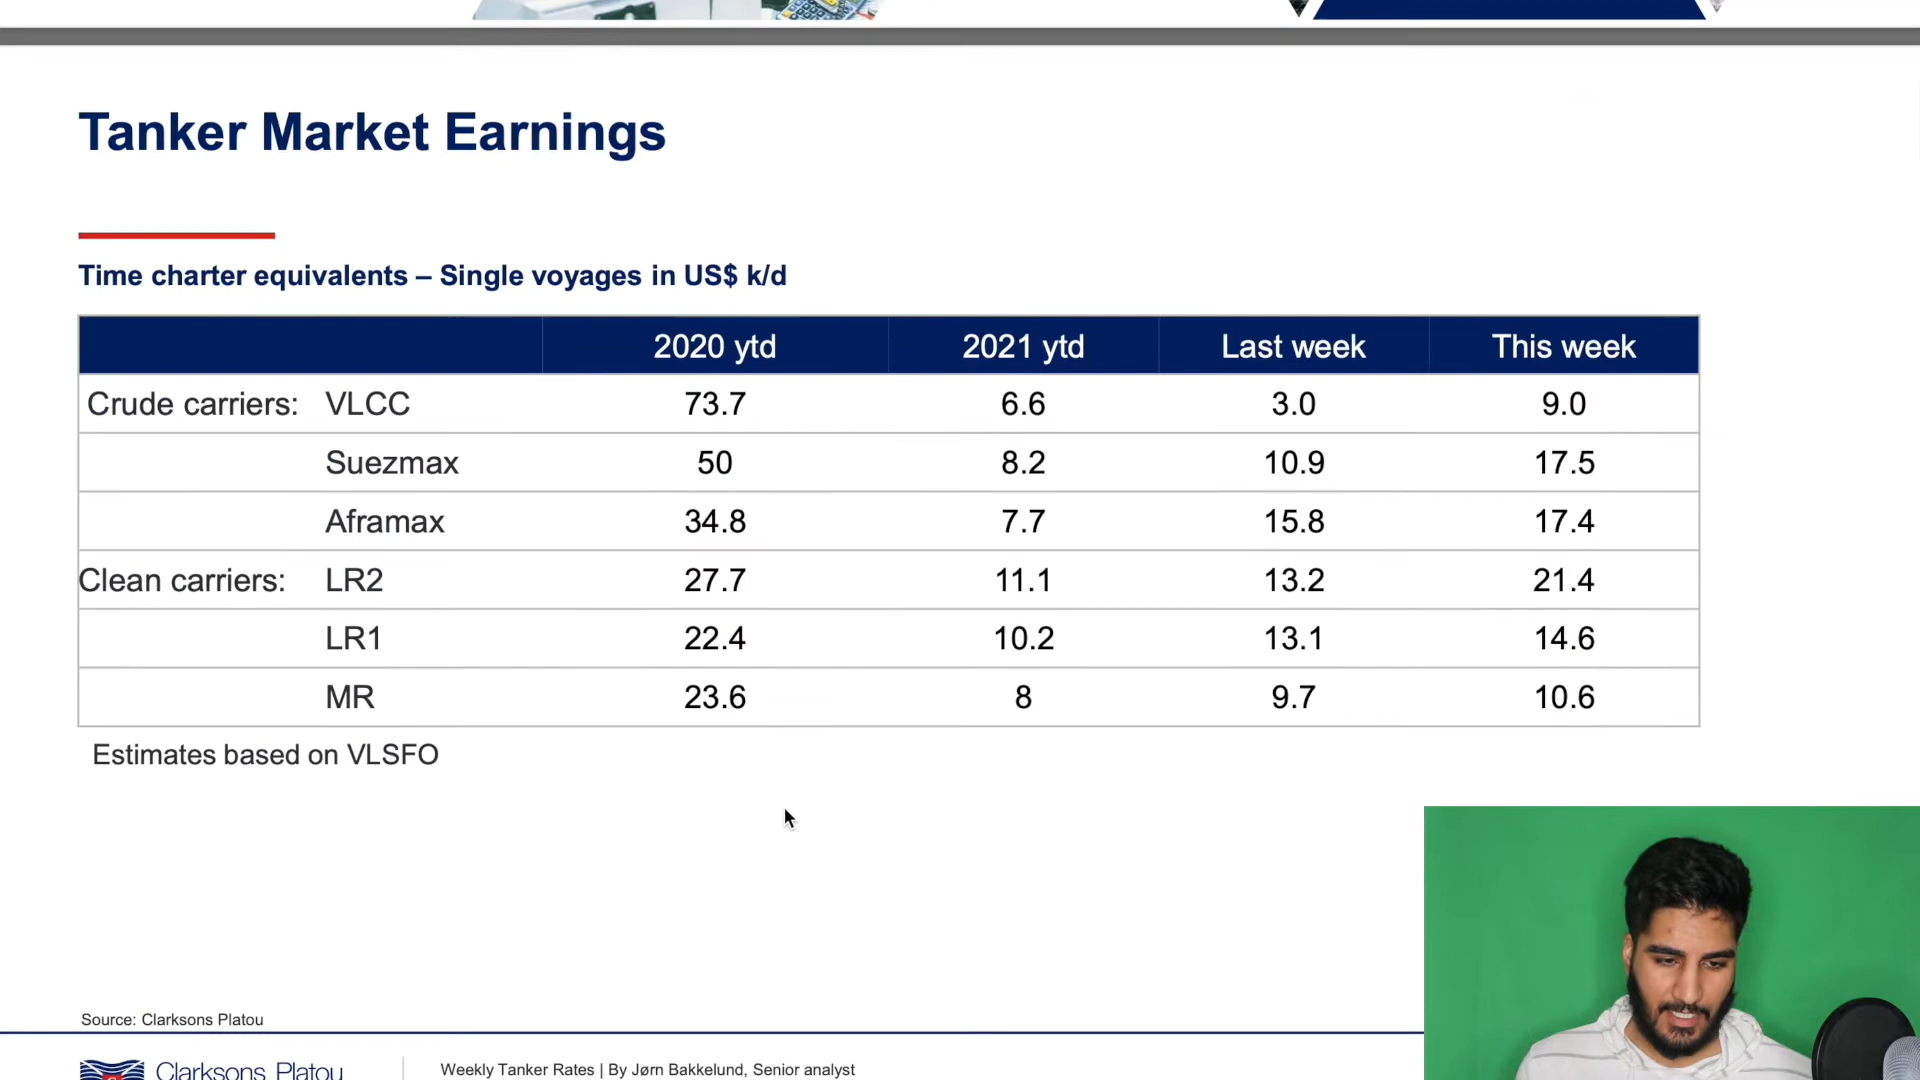 Tanker Market Earnings
Time charter equivalents – Single voyages in US$ k/d
2020 ytd 2021 ytd Last week This week
Crude carriers: VLCC 73.7 6.6 3.0 9.0
Suezmax 50 8.2 10.9 17.5
Aframax 34.8 7.7 15.8 17.4
Clean carriers: LR2 27.7 11.1 13.2 21.4
LR1 22.4 10.2 13.1 14.6
MR 23.6 8 9.7 10.6
Estimates based on VLSFO
Source: Clarksons Platou
Clarksons Platou
Weekly Tanker Rates | By Jørn Bakkelund, Senior analyst